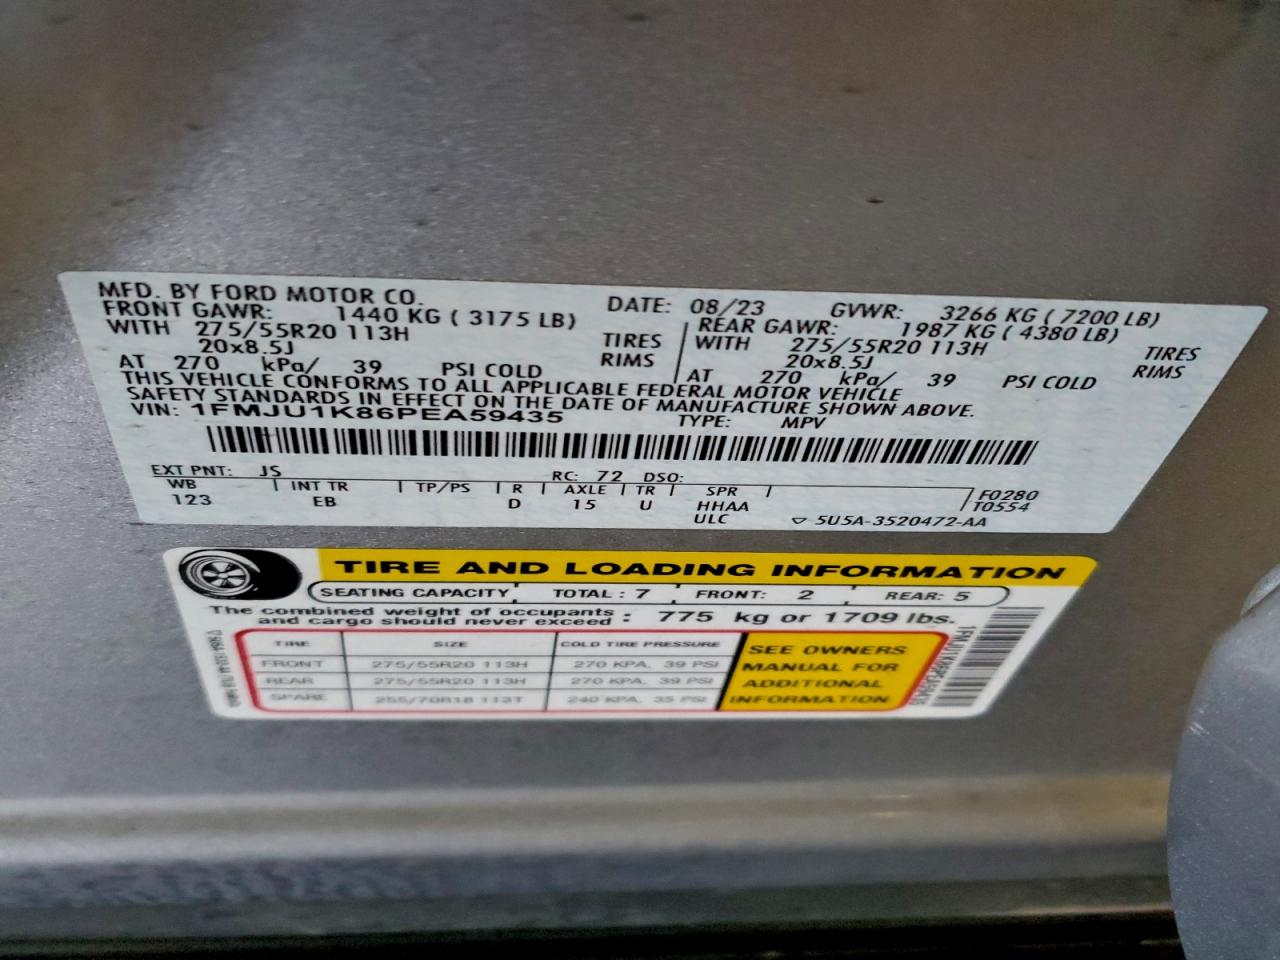 MFD. BY FORD MOTOR CO.
DATE: 08/23 GVWR: 3266 KG ( 7200 LB)
FRONT GAWR: 1440 KG ( 3175 LB)
WITH 275/55R20 113H TIRES
20x8.5J RIMS
AT 270 kPa/ 39 PSI COLD
REAR GAWR: 1987 KG ( 4380 LB)
WITH 275/55R20 113H TIRES
20x8.5J RIMS
AT 270 kPa/ 39 PSI COLD
THIS VEHICLE CONFORMS TO ALL APPLICABLE FEDERAL MOTOR VEHICLE
SAFETY STANDARDS IN EFFECT ON THE DATE OF MANUFACTURE SHOWN ABOVE.
VIN: 1FMJU1K86PEA59435 TYPE: MPV
EXT PNT: JS RC: 72 DSO:
WB INT TR TP/PS R AXLE TR SPR F0280
123 EB D 15 U HHAA T0554
ULC ▽ 5U5A-3520472-AA
TIRE AND LOADING INFORMATION
SEATING CAPACITY TOTAL : 7 FRONT: 2 REAR: 5
The combined weight of occupants
and cargo should never exceed : 775 kg or 1709 lbs.
TIRE SIZE COLD TIRE PRESSURE
FRONT 275/55R20 113H 270 KPA, 39 PSI
REAR 275/55R20 113H 270 KPA, 39 PSI
SPARE 255/70R18 113T 240 KPA, 35 PSI
SEE OWNERS
MANUAL FOR
ADDITIONAL
INFORMATION